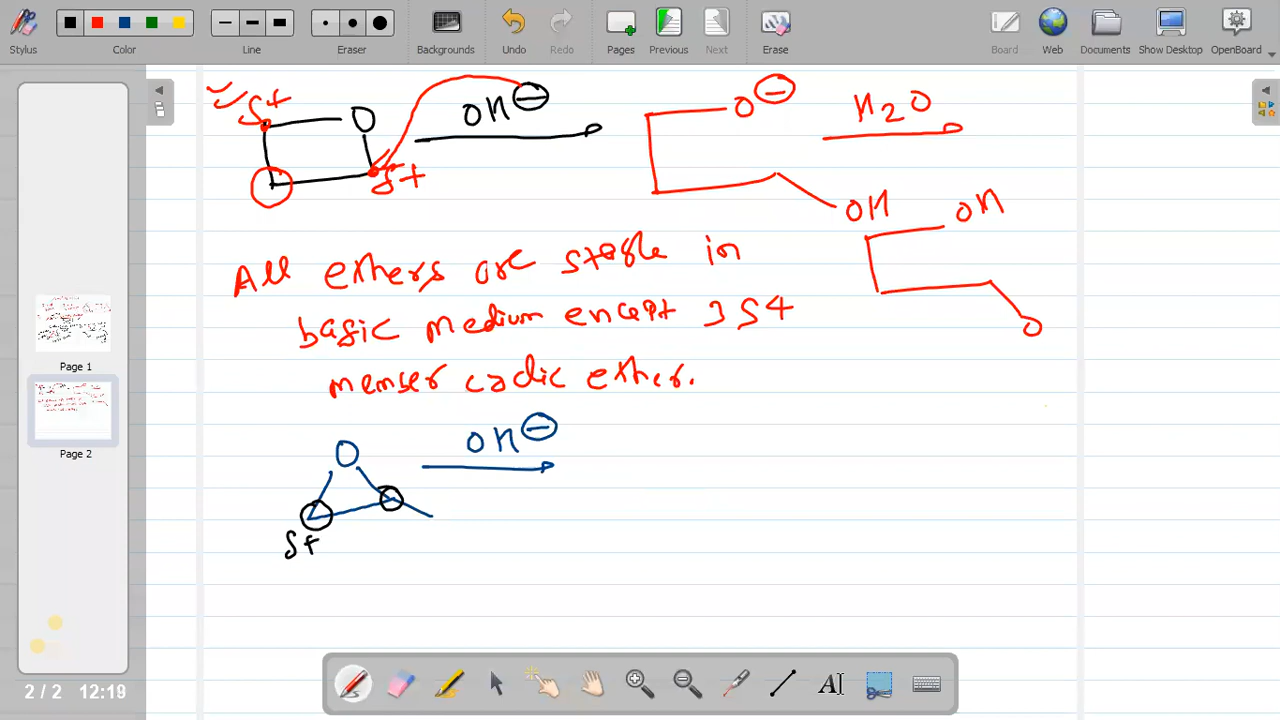 Stylus
Color
Line
Eraser
Backgrounds
Undo
Redo
Pages
Previous
Next
Erase
Board
Web
Documents
Show Desktop
OpenBoard
Page 1
Page 2
2 / 2 12:19
δ+ O OH⊖ O⊖ H2O
δ+
OH OH
All ethers are stable in
basic medium except 3 & 4
O
member cyclic ether.
O OH⊖
δ+